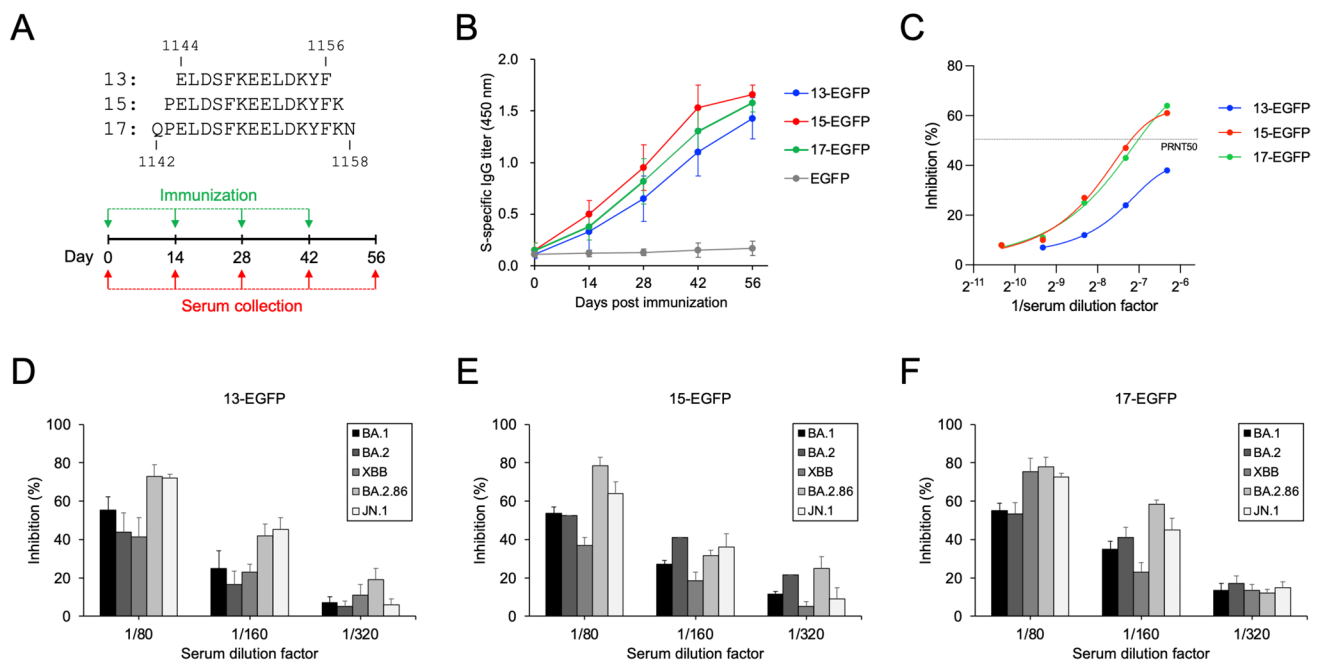 A
1144 1156
13: ELDSFKEELDKYF
15: PELDSFKEELDKYFK
17: QPELDSFKEELDKYFKN
1142 1158
Immunization
Day 0 14 28 42 56
Serum collection
B
S-specific IgG titer (450 nm)
2.0
1.5
1.0
0.5
0.0
0 14 28 42 56
Days post immunization
13-EGFP
15-EGFP
17-EGFP
EGFP
C
Inhibition (%)
80
60
40
20
0
PRNT50
2-11 2-10 2-9 2-8 2-7 2-6
1/serum dilution factor
13-EGFP
15-EGFP
17-EGFP
D
13-EGFP
Inhibition (%)
100
80
60
40
20
0
BA.1
BA.2
XBB
BA.2.86
JN.1
1/80 1/160 1/320
Serum dilution factor
E
15-EGFP
Inhibition (%)
100
80
60
40
20
0
BA.1
BA.2
XBB
BA.2.86
JN.1
1/80 1/160 1/320
Serum dilution factor
F
17-EGFP
Inhibition (%)
100
80
60
40
20
0
BA.1
BA.2
XBB
BA.2.86
JN.1
1/80 1/160 1/320
Serum dilution factor